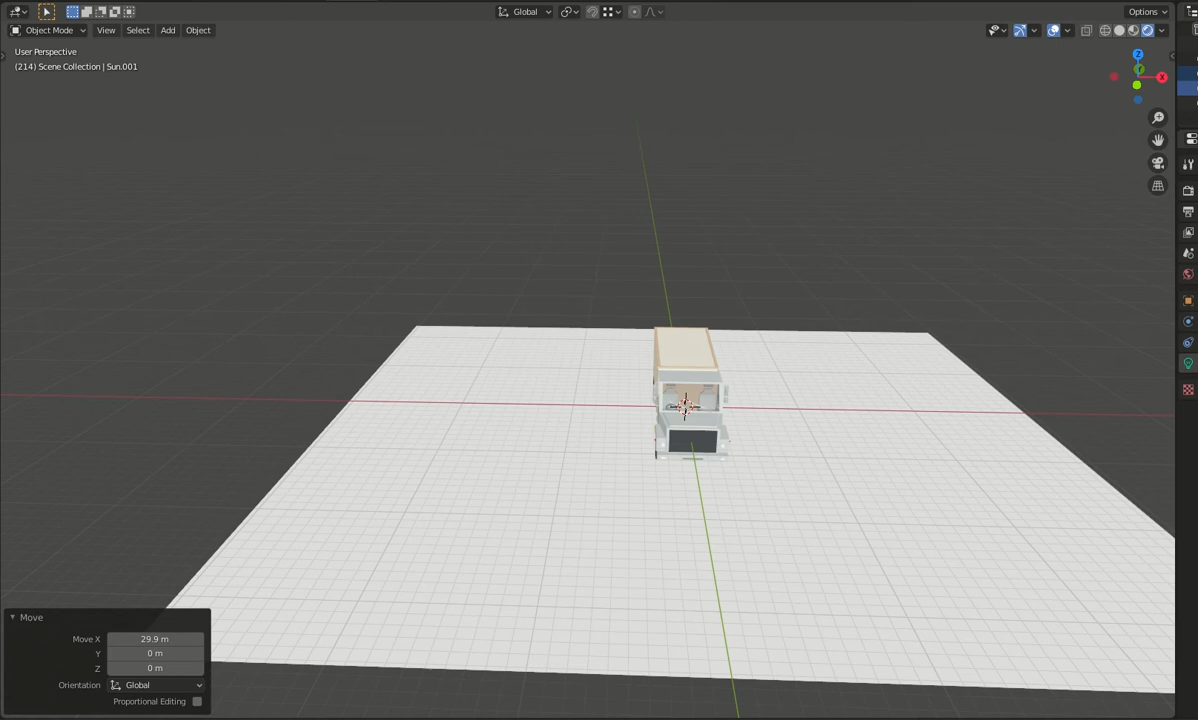 Global
Options
Object Mode
View
Select
Add
Object
User Perspective
(214) Scene Collection | Sun.001
Z
Y
X
Move
Move X 29.9 m
Y 0 m
Z 0 m
Orientation Global
Proportional Editing